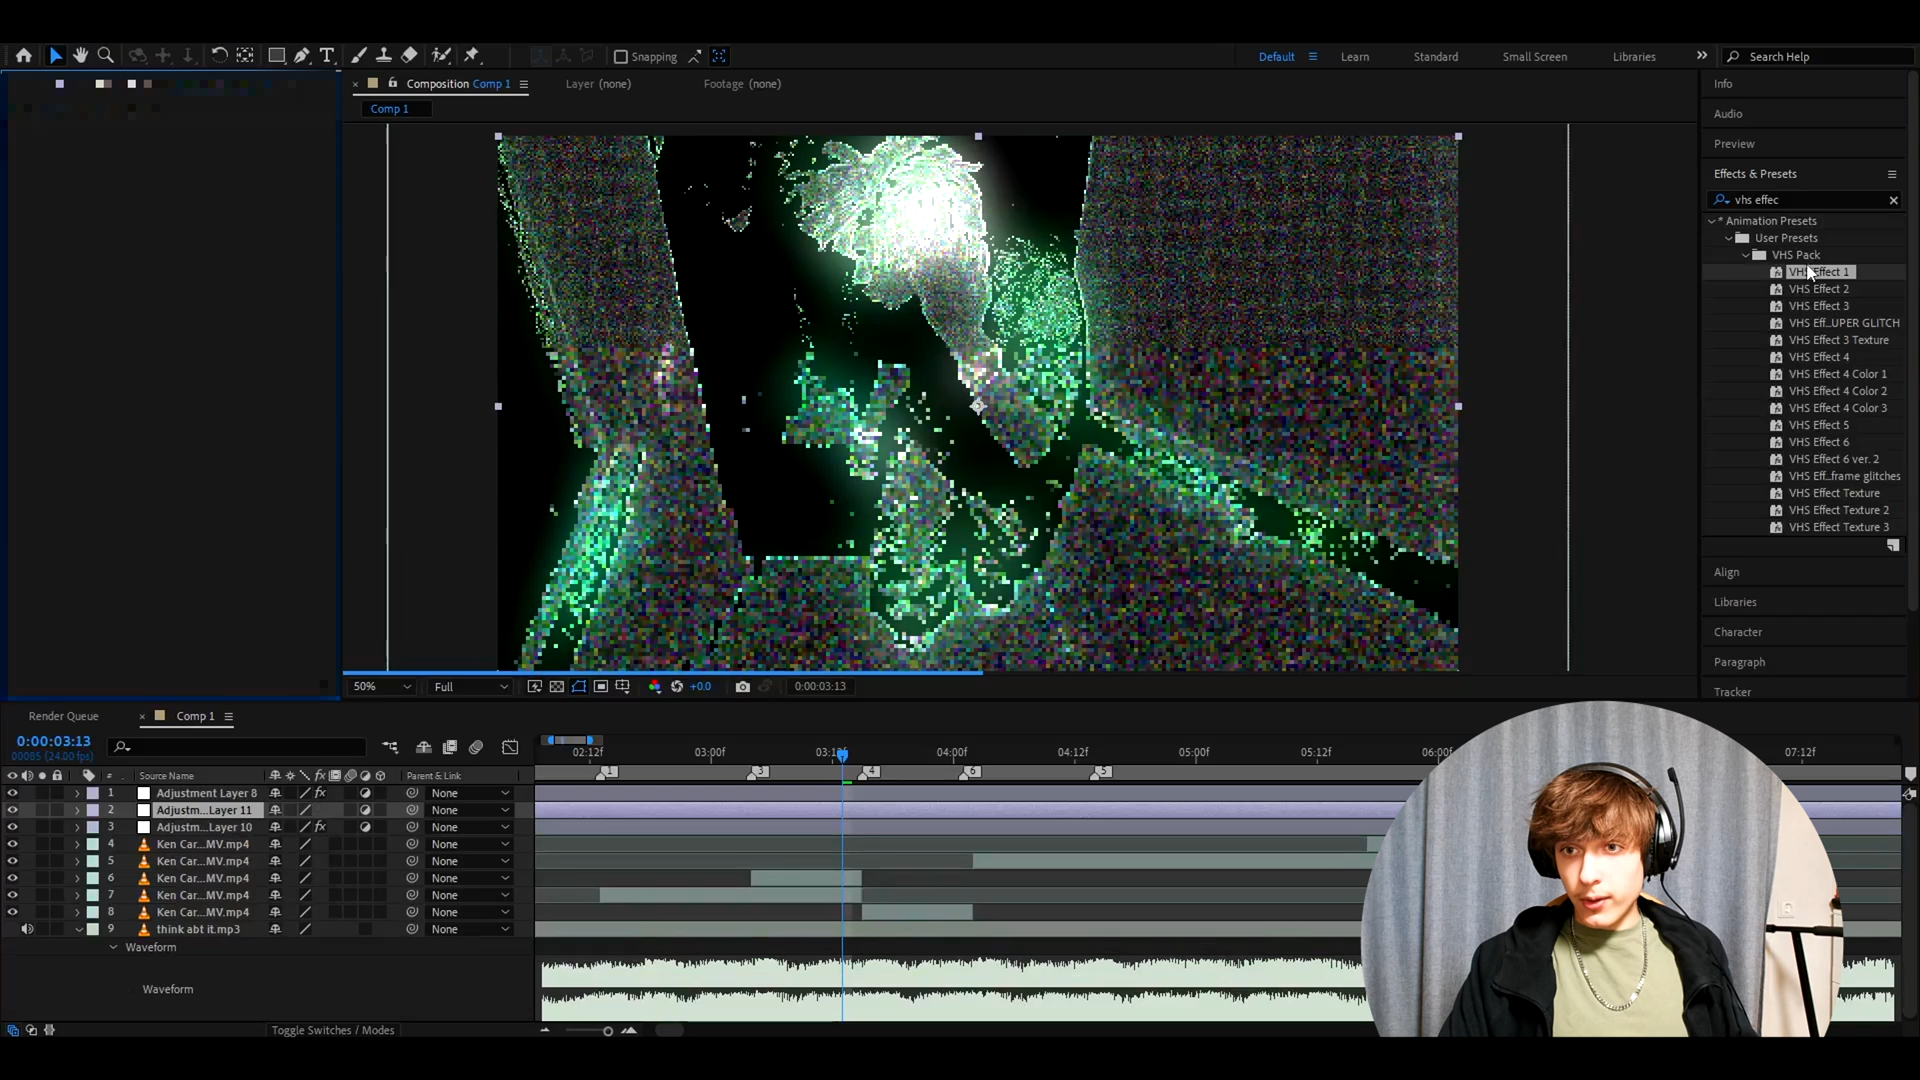 Snapping
Default
Learn
Standard
Small Screen
Libraries
Search Help
Composition Comp 1
Layer (none)
Footage (none)
Comp 1
Info
Audio
Preview
Effects & Presets
vhs effec
* Animation Presets
User Presets
VHS Pack
VHS Effect 1
VHS Effect 2
VHS Effect 3
VHS Eff...UPER GLITCH
VHS Effect 3 Texture
VHS Effect 4
VHS Effect 4 Color 1
VHS Effect 4 Color 2
VHS Effect 4 Color 3
VHS Effect 5
VHS Effect 6
VHS Effect 6 ver. 2
VHS Eff...frame glitches
VHS Effect Texture
VHS Effect Texture 2
VHS Effect Texture 3
Align
Libraries
Character
Paragraph
Tracker
50%
Full
+0.0
0:00:03:13
Render Queue
Comp 1
0:00:03:13
00085 (24.00 fps)
02:12f
03:00f
03:12f
04:00f
04:12f
05:00f
05:12f
06:00f
07:12f
1
3
4
6
5
#
Source Name
Parent & Link
1 Adjustment Layer 8 None
2 Adjustm...Layer 11 None
3 Adjustm...Layer 10 None
4 Ken Car...MV.mp4 None
5 Ken Car...MV.mp4 None
6 Ken Car...MV.mp4 None
7 Ken Car...MV.mp4 None
8 Ken Car...MV.mp4 None
9 think abt it.mp3 None
Waveform
Waveform
Toggle Switches / Modes